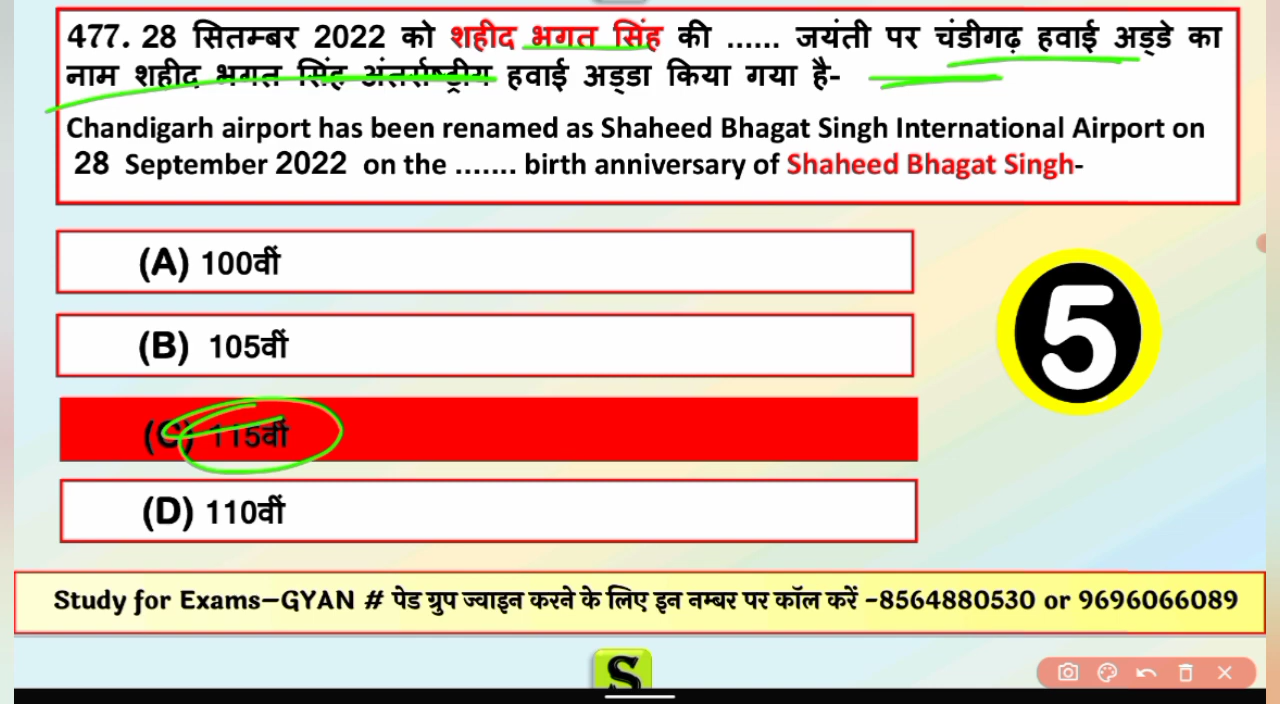 477. 28 सितम्बर 2022 को शहीद भगत सिंह की ...... जयंती पर चंडीगढ़ हवाई अड्डे का
नाम शहीद भगत सिंह अंतर्राष्ट्रीय हवाई अड्डा किया गया है-
Chandigarh airport has been renamed as Shaheed Bhagat Singh International Airport on
28 September 2022 on the ....... birth anniversary of Shaheed Bhagat Singh-
(A) 100वीं
(B) 105वीं
5
(C) 115वीं
(D) 110वीं
Study for Exams–GYAN # पेड ग्रुप ज्वाइन करने के लिए इन नम्बर पर कॉल करें -8564880530 or 9696066089
S